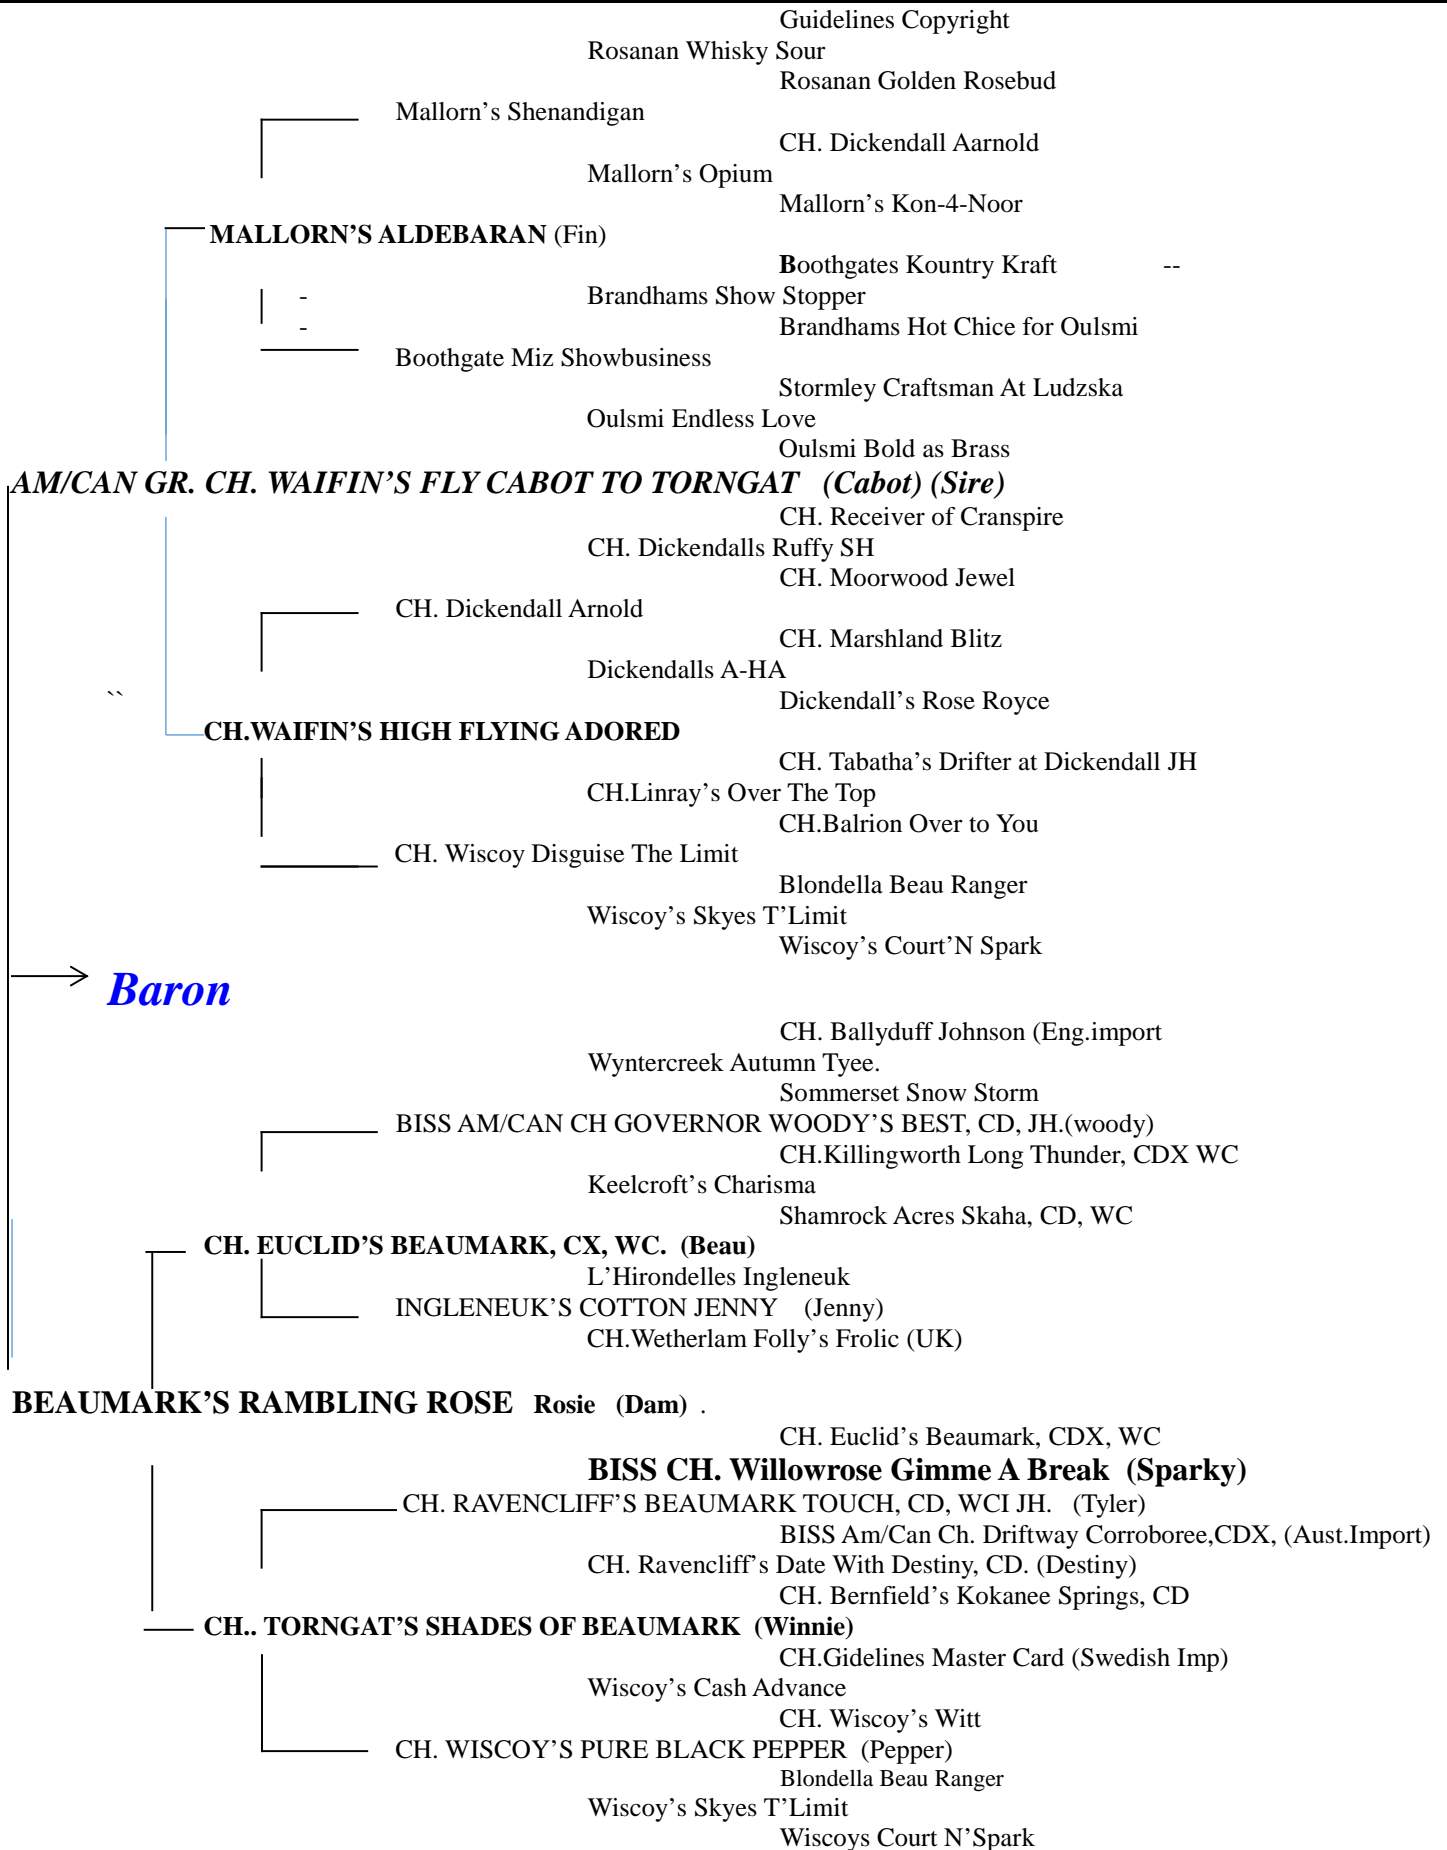 Guidelines Copyright
Rosanan Whisky Sour
Rosanan Golden Rosebud
Mallorn’s Shenandigan
CH. Dickendall Aarnold
Mallorn’s Opium
Mallorn’s Kon-4-Noor
MALLORN’S ALDEBARAN (Fin)
Boothgates Kountry Kraft --
- Brandhams Show Stopper
- Brandhams Hot Chice for Oulsmi
Boothgate Miz Showbusiness
Stormley Craftsman At Ludzska
Oulsmi Endless Love
Oulsmi Bold as Brass
AM/CAN GR. CH. WAIFIN’S FLY CABOT TO TORNGAT (Cabot) (Sire)
CH. Receiver of Cranspire
CH. Dickendalls Ruffy SH
CH. Moorwood Jewel
CH. Dickendall Arnold
CH. Marshland Blitz
Dickendalls A-HA
`` Dickendall’s Rose Royce
CH.WAIFIN’S HIGH FLYING ADORED
CH. Tabatha’s Drifter at Dickendall JH
CH.Linray’s Over The Top
CH.Balrion Over to You
CH. Wiscoy Disguise The Limit
Blondella Beau Ranger
Wiscoy’s Skyes T’Limit
Wiscoy’s Court’N Spark
Baron
CH. Ballyduff Johnson (Eng.import
Wyntercreek Autumn Tyee.
Sommerset Snow Storm
BISS AM/CAN CH GOVERNOR WOODY’S BEST, CD, JH.(woody)
CH.Killingworth Long Thunder, CDX WC
Keelcroft’s Charisma
Shamrock Acres Skaha, CD, WC
CH. EUCLID’S BEAUMARK, CX, WC. (Beau)
L’Hirondelles Ingleneuk
INGLENEUK’S COTTON JENNY (Jenny)
CH.Wetherlam Folly’s Frolic (UK)
BEAUMARK’S RAMBLING ROSE Rosie (Dam) .
CH. Euclid’s Beaumark, CDX, WC
BISS CH. Willowrose Gimme A Break (Sparky)
CH. RAVENCLIFF’S BEAUMARK TOUCH, CD, WCI JH. (Tyler)
BISS Am/Can Ch. Driftway Corroboree,CDX, (Aust.Import)
CH. Ravencliff’s Date With Destiny, CD. (Destiny)
CH. Bernfield’s Kokanee Springs, CD
CH.. TORNGAT’S SHADES OF BEAUMARK (Winnie)
CH.Gidelines Master Card (Swedish Imp)
Wiscoy’s Cash Advance
CH. Wiscoy’s Witt
CH. WISCOY’S PURE BLACK PEPPER (Pepper)
Blondella Beau Ranger
Wiscoy’s Skyes T’Limit
Wiscoys Court N’Spark